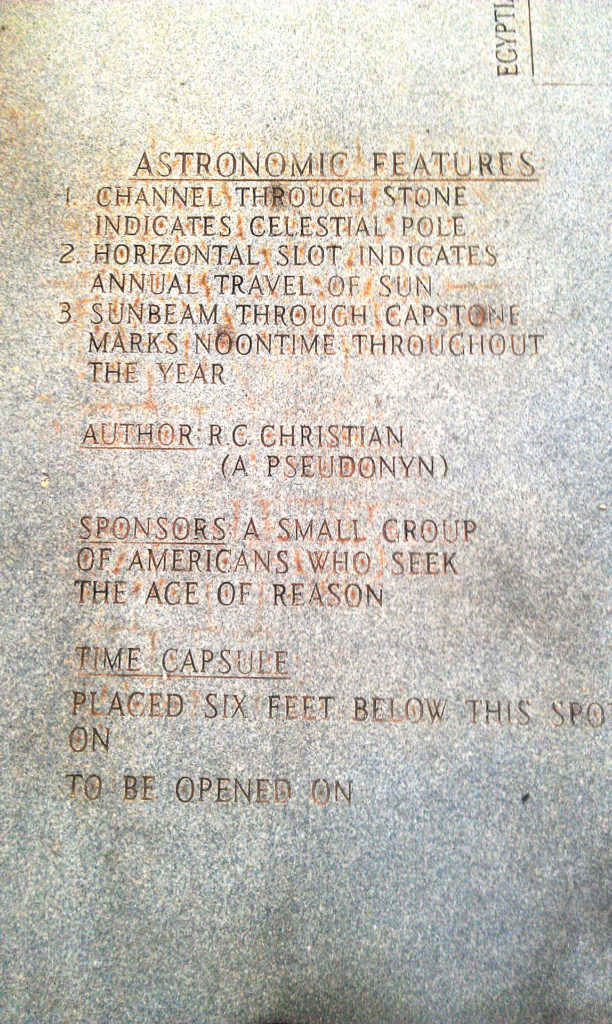 EGYPTI
ASTRONOMIC FEATURES
1. CHANNEL THROUGH STONE
INDICATES CELESTIAL POLE
2. HORIZONTAL SLOT INDICATES
ANNUAL TRAVEL OF SUN
3. SUNBEAM THROUGH CAPSTONE
MARKS NOONTIME THROUGHOUT
THE YEAR
AUTHOR: R.C. CHRISTIAN
(A PSEUDONYN)
SPONSORS: A SMALL GROUP
OF AMERICANS WHO SEEK
THE AGE OF REASON
TIME CAPSULE
PLACED SIX FEET BELOW THIS SPO
ON
TO BE OPENED ON